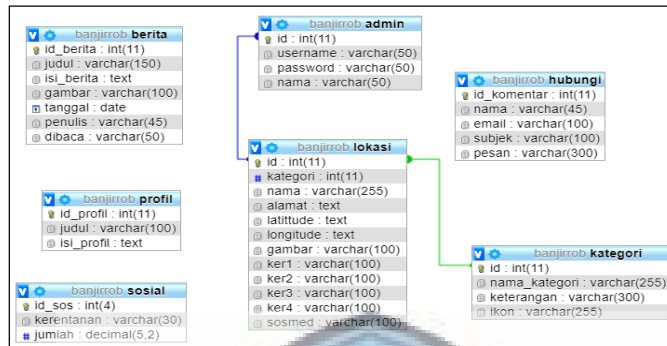 banjirrob berita
id_berita : int(11)
judul : varchar(150)
isi_berita : text
gambar : varchar(100)
tanggal : date
penulis : varchar(45)
dibaca : varchar(50)
banjirrob admin
id : int(11)
username : varchar(50)
password : varchar(50)
nama : varchar(50)
banjirrob hubungi
id_komentar : int(11)
nama : varchar(45)
email : varchar(100)
subjek : varchar(100)
pesan : varchar(300)
banjirrob lokasi
id : int(11)
# kategori : int(11)
nama : varchar(255)
alamat : text
latittude : text
longitude : text
gambar : varchar(100)
ker1 : varchar(100)
ker2 : varchar(100)
ker3 : varchar(100)
ker4 : varchar(100)
sosmed : varchar(100)
banjirrob profil
id_profil : int(11)
judul : varchar(100)
isi_profil : text
banjirrob kategori
id : int(11)
nama_kategori : varchar(255)
keterangan : varchar(300)
ikon : varchar(255)
banjirrob sosial
id_sos : int(4)
kerentanan : varchar(30)
# jumlah : decimal(5,2)